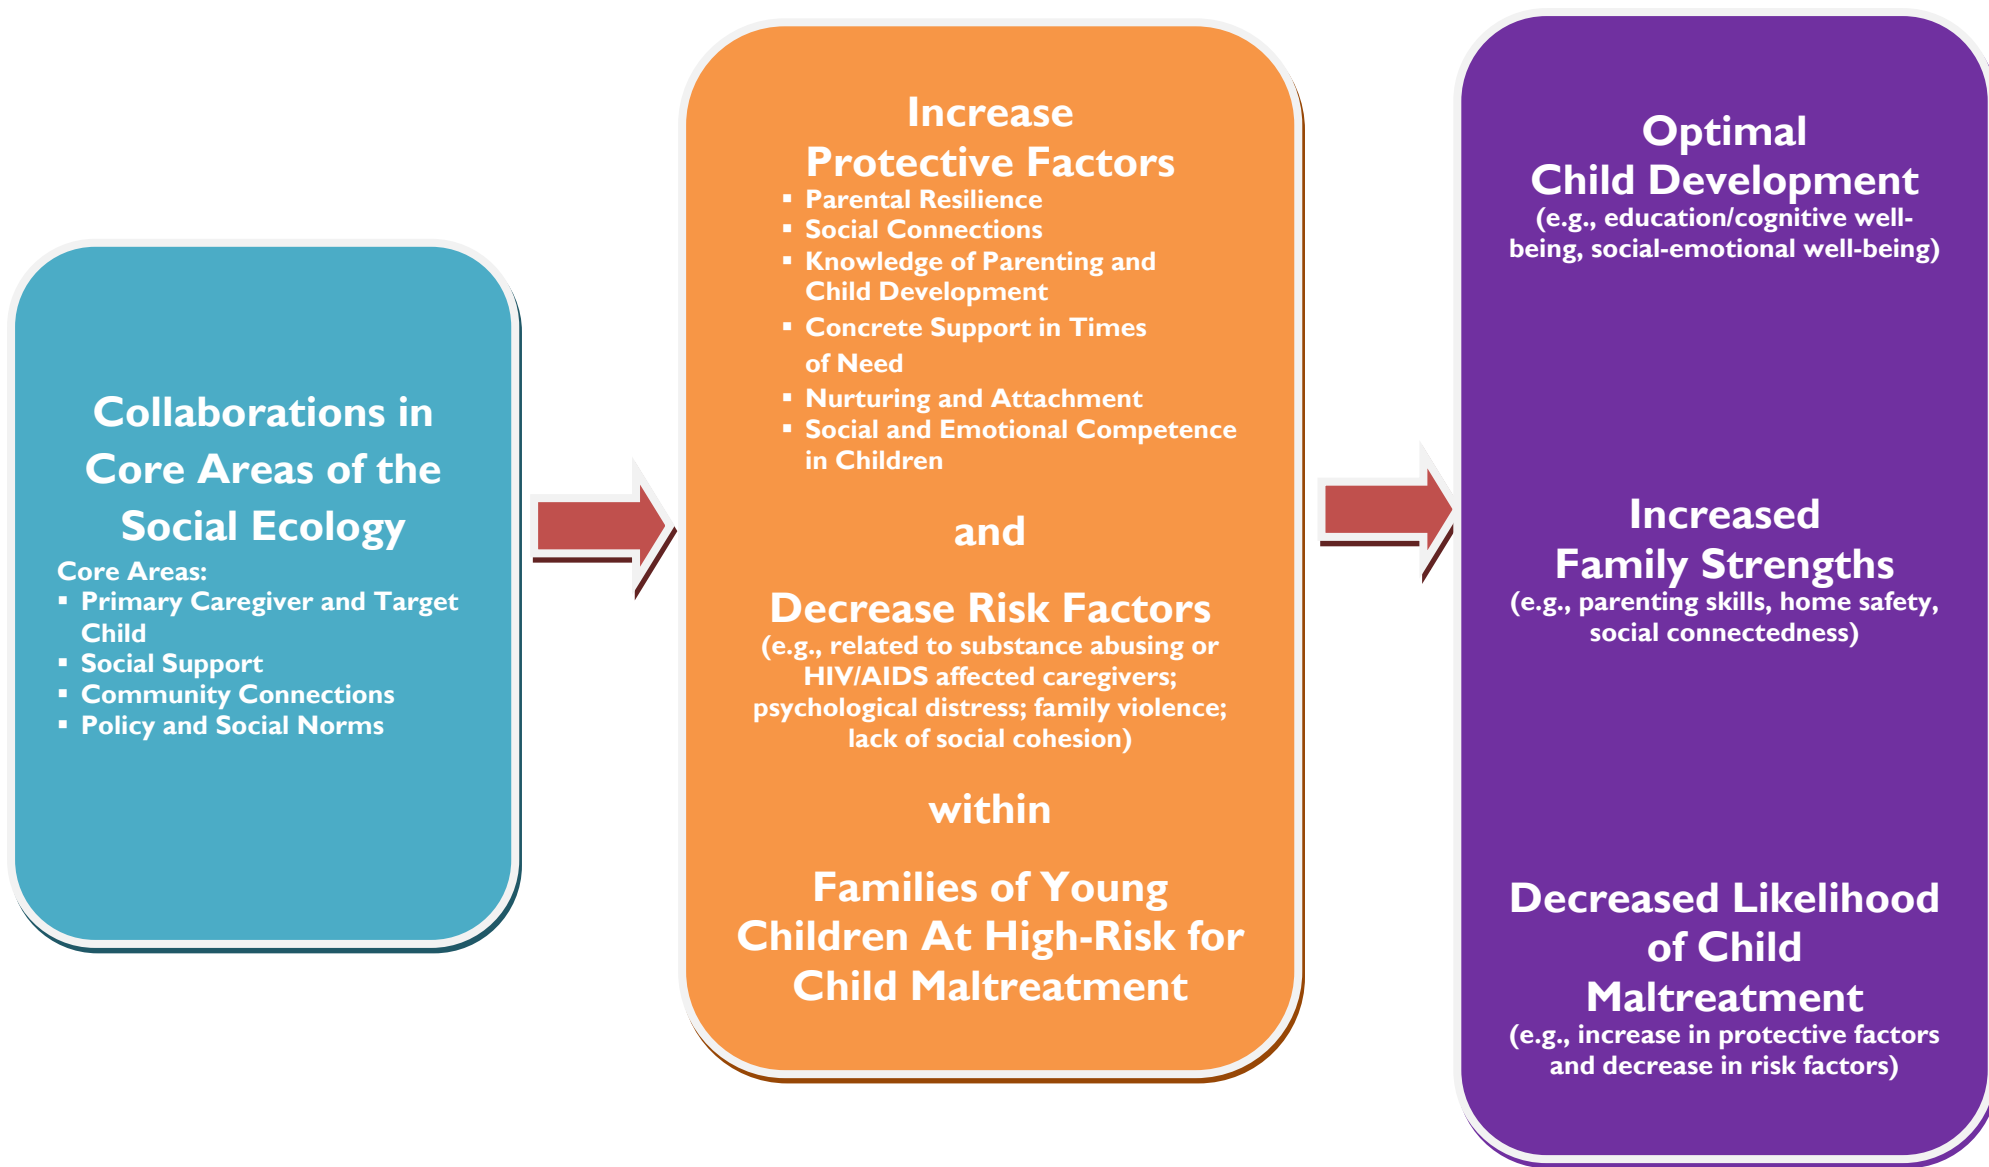 Collaborations in
Core Areas of the
Social Ecology
Core Areas:
▪ Primary Caregiver and Target
Child
▪ Social Support
▪ Community Connections
▪ Policy and Social Norms
Increase
Protective Factors
▪ Parental Resilience
▪ Social Connections
▪ Knowledge of Parenting and
Child Development
▪ Concrete Support in Times
of Need
▪ Nurturing and Attachment
▪ Social and Emotional Competence
in Children
and
Decrease Risk Factors
(e.g., related to substance abusing or
HIV/AIDS affected caregivers;
psychological distress; family violence;
lack of social cohesion)
within
Families of Young
Children At High-Risk for
Child Maltreatment
Optimal
Child Development
(e.g., education/cognitive well-
being, social-emotional well-being)
Increased
Family Strengths
(e.g., parenting skills, home safety,
social connectedness)
Decreased Likelihood
of Child
Maltreatment
(e.g., increase in protective factors
and decrease in risk factors)